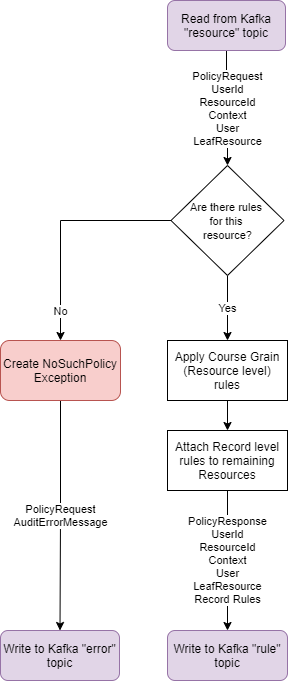 Read from Kafka
"resource" topic
PolicyRequest
UserId
ResourceId
Context
User
LeafResource
Are there rules
for this
resource?
No
Yes
Create NoSuchPolicy
Exception
Apply Course Grain
(Resource level)
rules
Attach Record level
rules to remaining
Resources
PolicyRequest
AuditErrorMessage
PolicyResponse
UserId
ResourceId
Context
User
LeafResource
Record Rules
Write to Kafka "error"
topic
Write to Kafka "rule"
topic